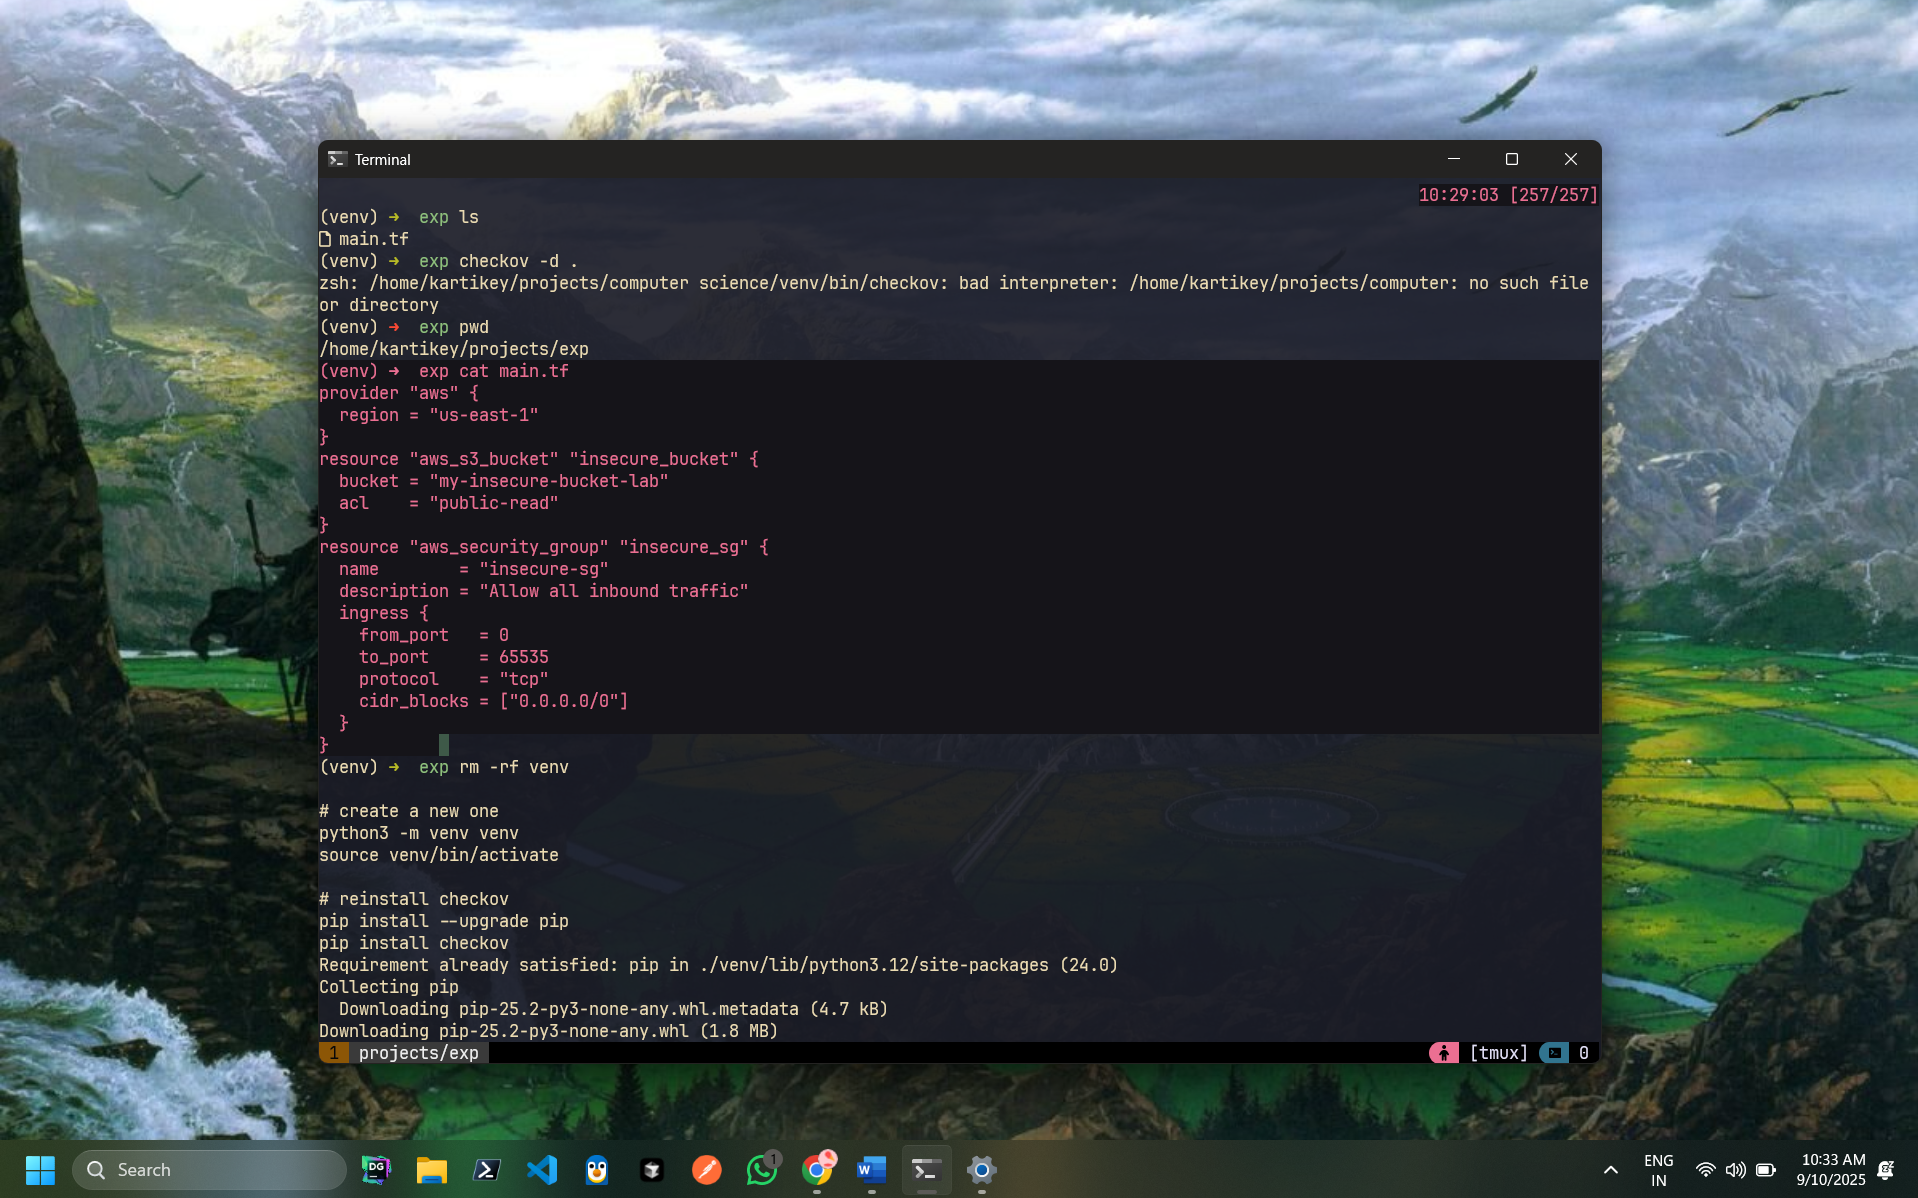 Terminal
10:29:03 [257/257]
(venv) ➜  exp ls
main.tf
(venv) ➜  exp checkov -d .
zsh: /home/kartikey/projects/computer science/venv/bin/checkov: bad interpreter: /home/kartikey/projects/computer: no such file
or directory
(venv) ➜  exp pwd
/home/kartikey/projects/exp
(venv) ➜  exp cat main.tf
provider "aws" {
  region = "us-east-1"
}
resource "aws_s3_bucket" "insecure_bucket" {
  bucket = "my-insecure-bucket-lab"
  acl    = "public-read"
}
resource "aws_security_group" "insecure_sg" {
  name        = "insecure-sg"
  description = "Allow all inbound traffic"
  ingress {
    from_port   = 0
    to_port     = 65535
    protocol    = "tcp"
    cidr_blocks = ["0.0.0.0/0"]
  }
}
(venv) ➜  exp rm -rf venv
# create a new one
python3 -m venv venv
source venv/bin/activate
# reinstall checkov
pip install --upgrade pip
pip install checkov
Requirement already satisfied: pip in ./venv/lib/python3.12/site-packages (24.0)
Collecting pip
  Downloading pip-25.2-py3-none-any.whl.metadata (4.7 kB)
Downloading pip-25.2-py3-none-any.whl (1.8 MB)
1 projects/exp [tmux] 0
Search
DG
1
W
ENG
IN
10:33 AM
9/10/2025